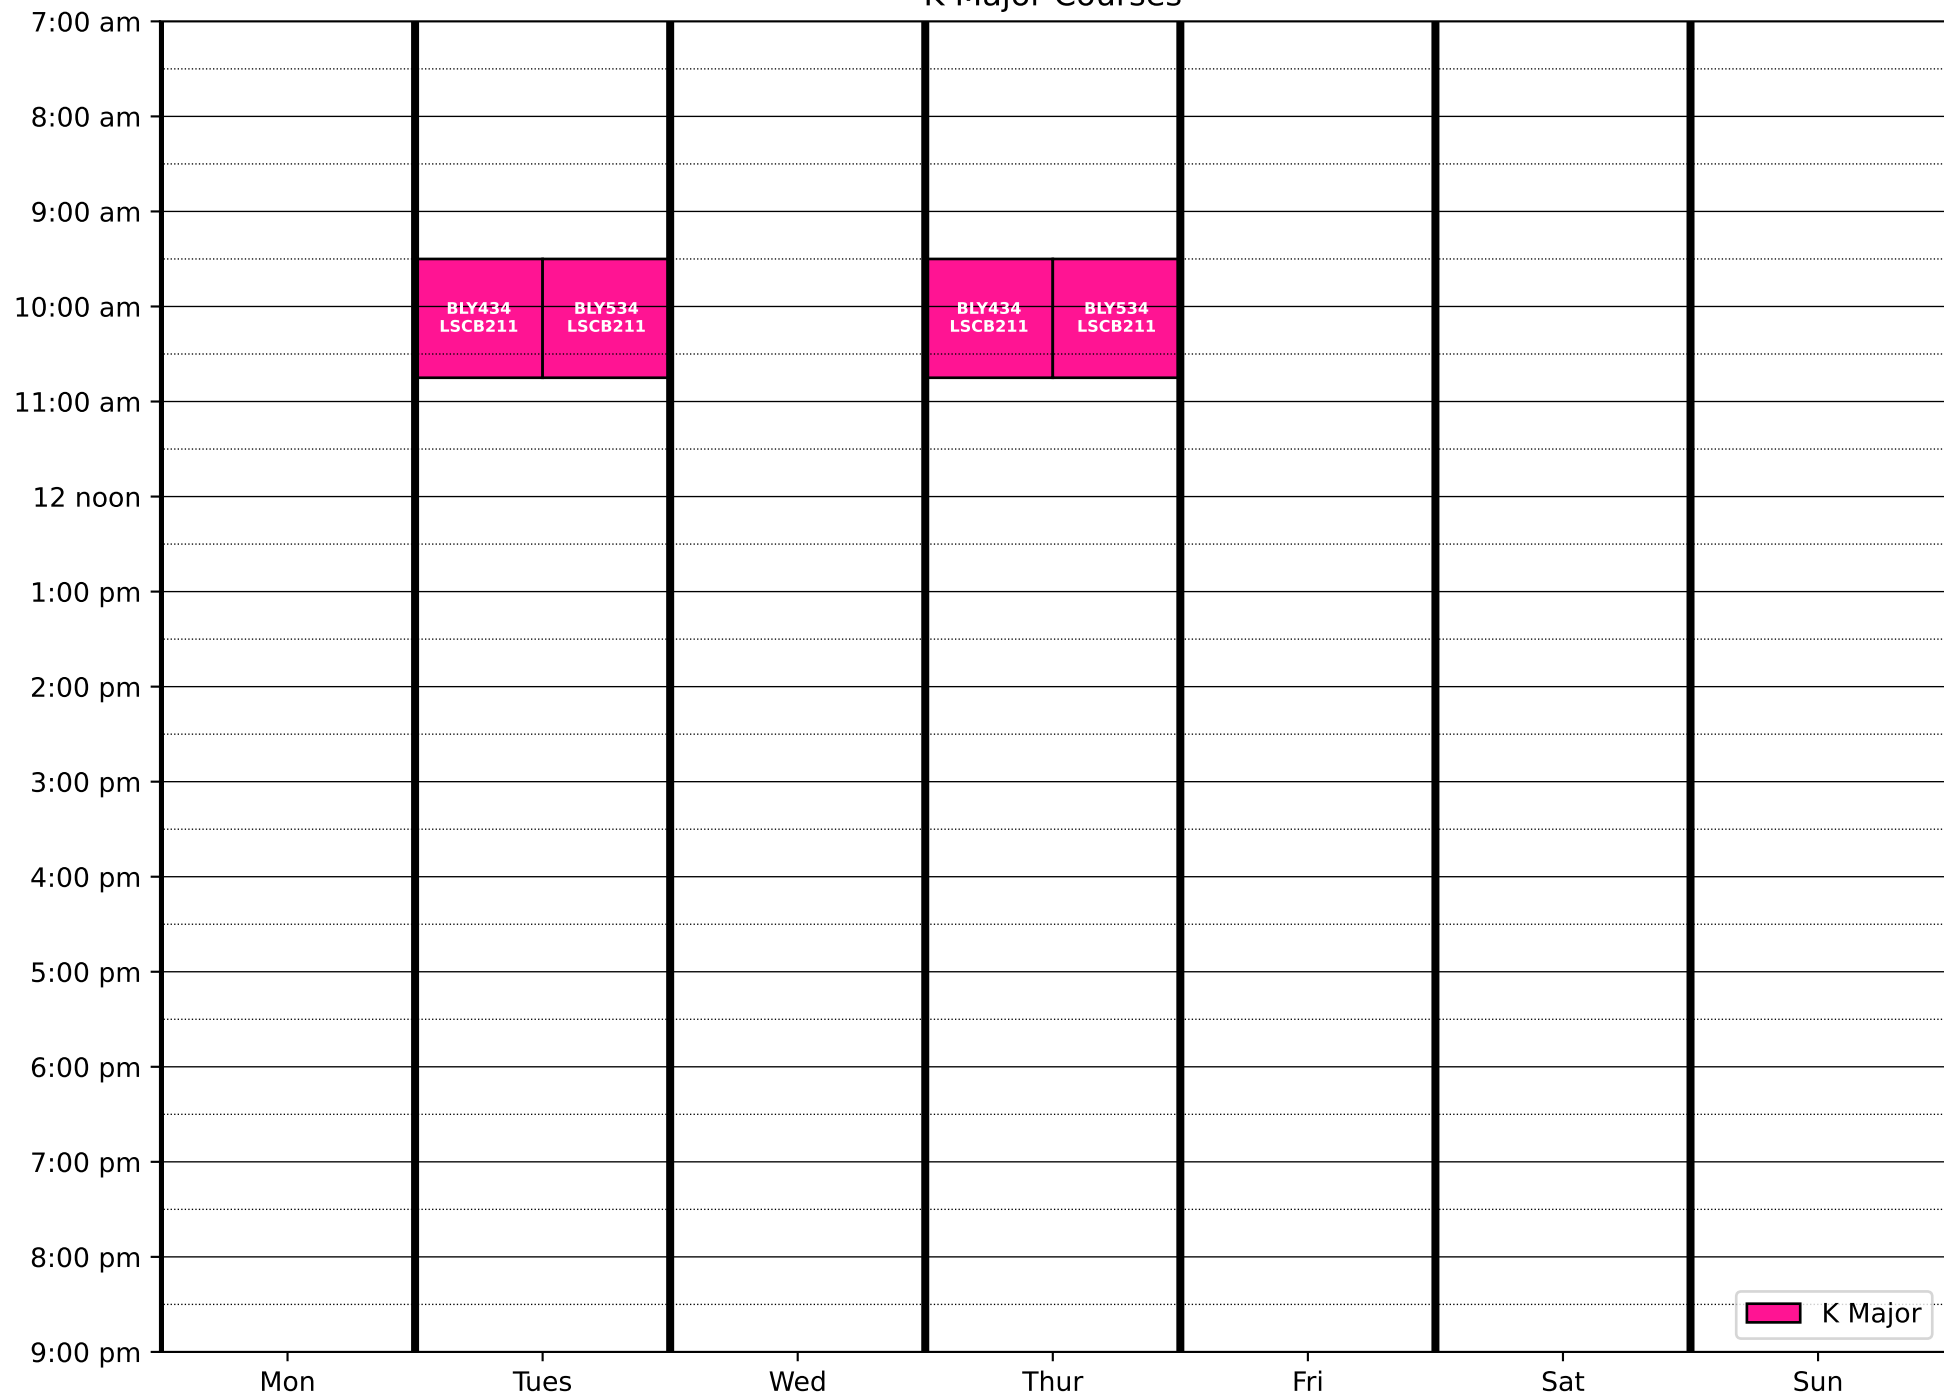 K Major Courses
7:00 am
8:00 am
9:00 am
10:00 am
11:00 am
12 noon
1:00 pm
2:00 pm
3:00 pm
4:00 pm
5:00 pm
6:00 pm
7:00 pm
8:00 pm
9:00 pm
BLY434
LSCB211
BLY534
LSCB211
BLY434
LSCB211
BLY534
LSCB211
K Major
Mon Tues Wed Thur Fri Sat Sun